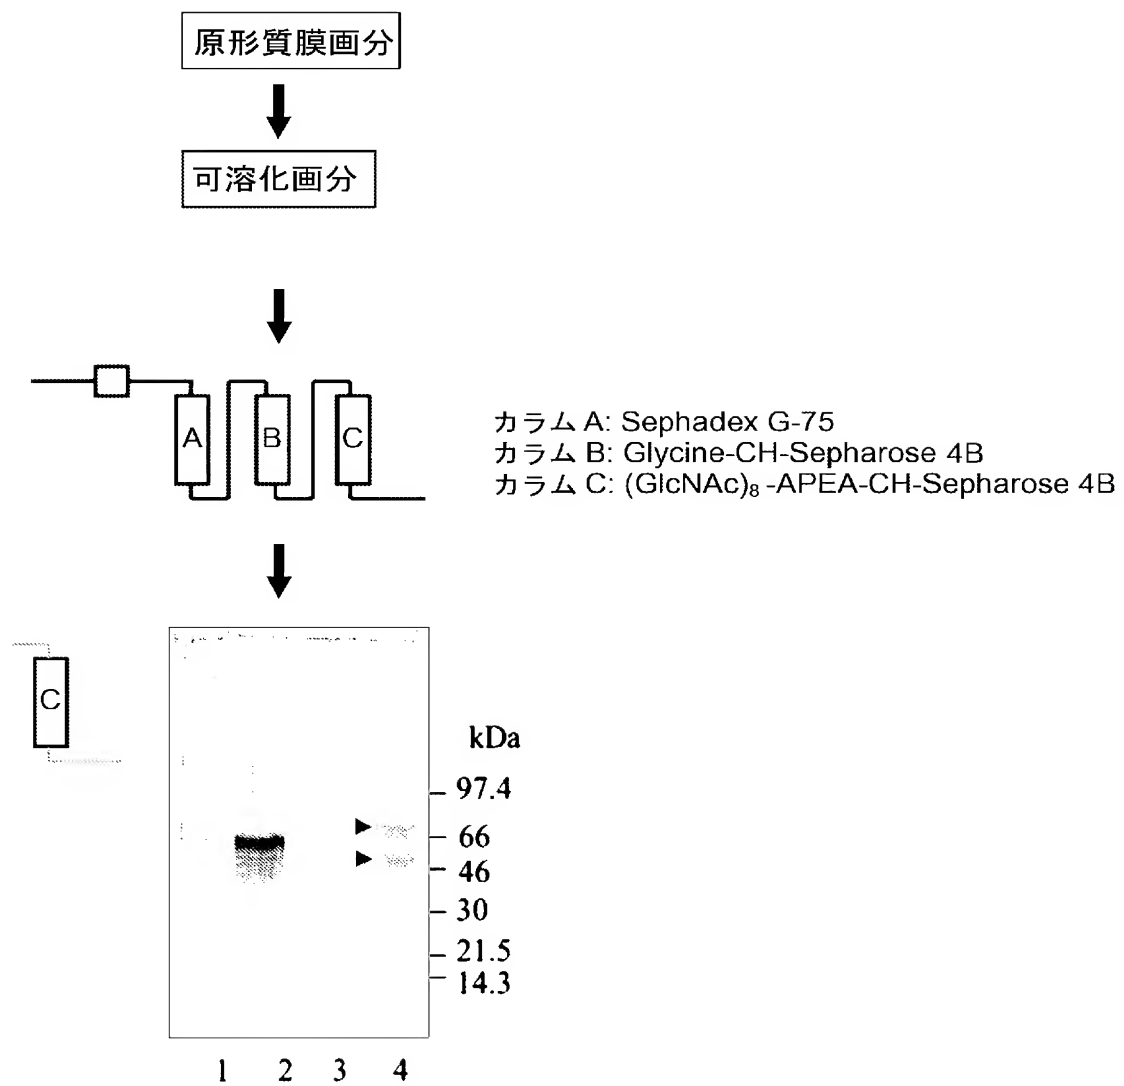 原形質膜画分
可溶化画分
A
B
C
カラム A: Sephadex G-75
カラム B: Glycine-CH-Sepharose 4B
カラム C: (GlcNAc)₈ -APEA-CH-Sepharose 4B
C
kDa
97.4
66
46
30
21.5
14.3
1 2 3 4